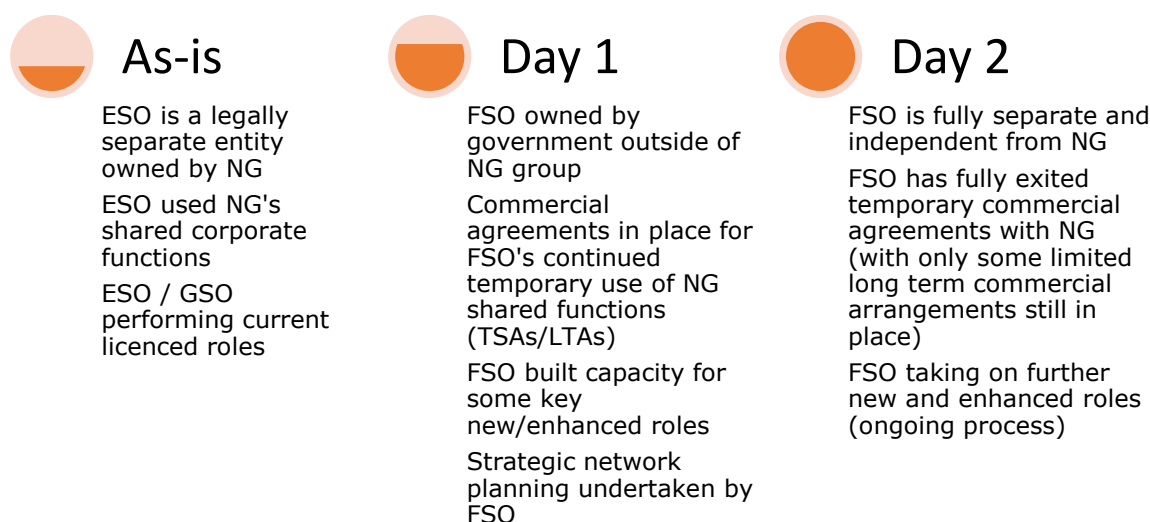 As-is
ESO is a legally
separate entity
owned by NG
ESO used NG's
shared corporate
functions
ESO / GSO
performing current
licenced roles
Day 1
FSO owned by
government outside of
NG group
Commercial
agreements in place for
FSO's continued
temporary use of NG
shared functions
(TSAs/LTAs)
FSO built capacity for
some key
new/enhanced roles
Strategic network
planning undertaken by
FSO
Day 2
FSO is fully separate and
independent from NG
FSO has fully exited
temporary commercial
agreements with NG
(with only some limited
long term commercial
arrangements still in
place)
FSO taking on further
new and enhanced roles
(ongoing process)